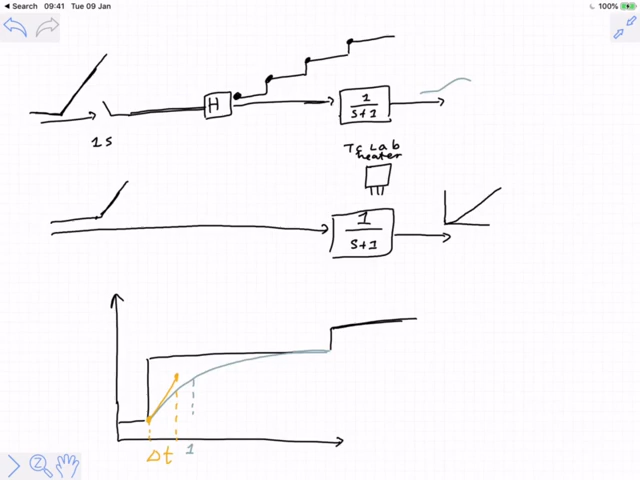 Search 09:41 Tue 09 Jan
100%
H
1
s+1
1s
Tc Lab
heater
1
s+1
Δt 1